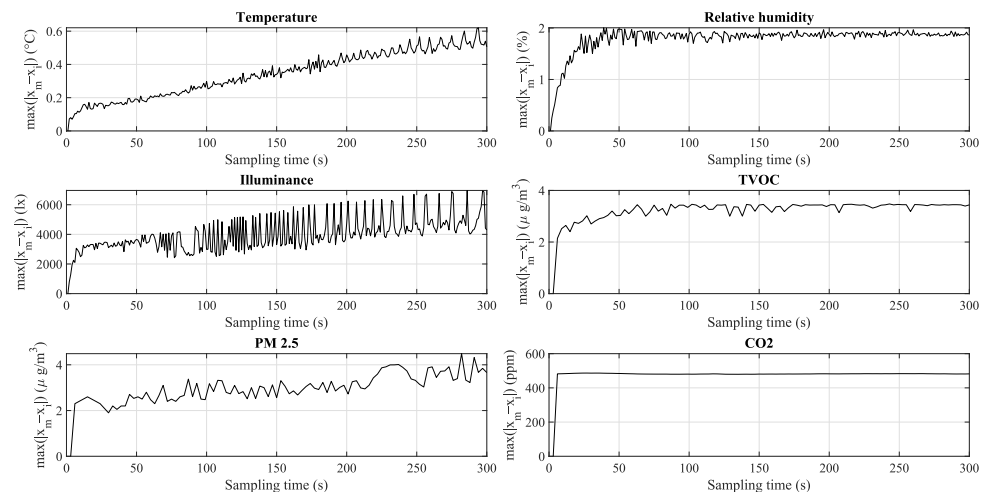 Temperature
max(|x_m−x_i|) (°C)
0.6
0.4
0.2
0
0 50 100 150 200 250 300
Sampling time (s)
Relative humidity
max(|x_m−x_i|) (%)
2
1
0
0 50 100 150 200 250 300
Sampling time (s)
Illuminance
max(|x_m−x_i|) (lx)
6000
4000
2000
0
0 50 100 150 200 250 300
Sampling time (s)
TVOC
max(|x_m−x_i|) (μ g/m³)
4
2
0
0 50 100 150 200 250 300
Sampling time (s)
PM 2.5
max(|x_m−x_i|) (μ g/m³)
4
2
0
0 50 100 150 200 250 300
Sampling time (s)
CO2
max(|x_m−x_i|) (ppm)
600
400
200
0
0 50 100 150 200 250 300
Sampling time (s)